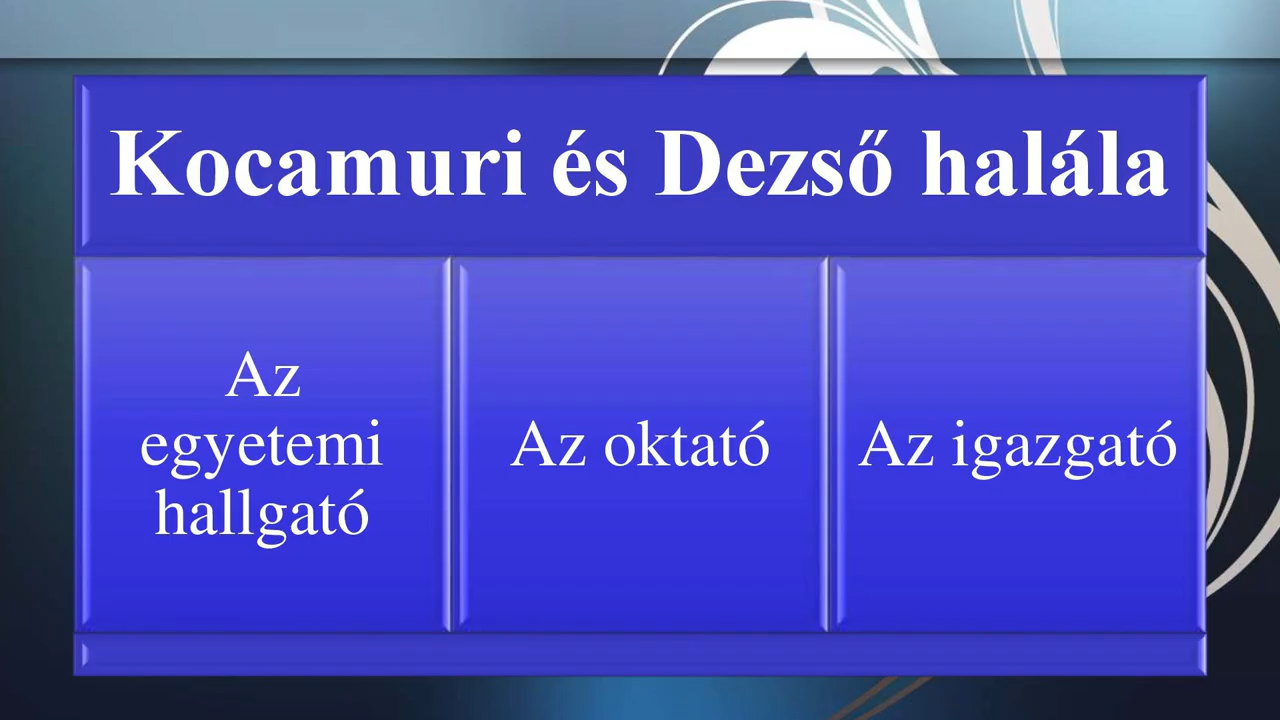 Kocamuri és Dezső halála
Az
egyetemi
hallgató
Az oktató
Az igazgató